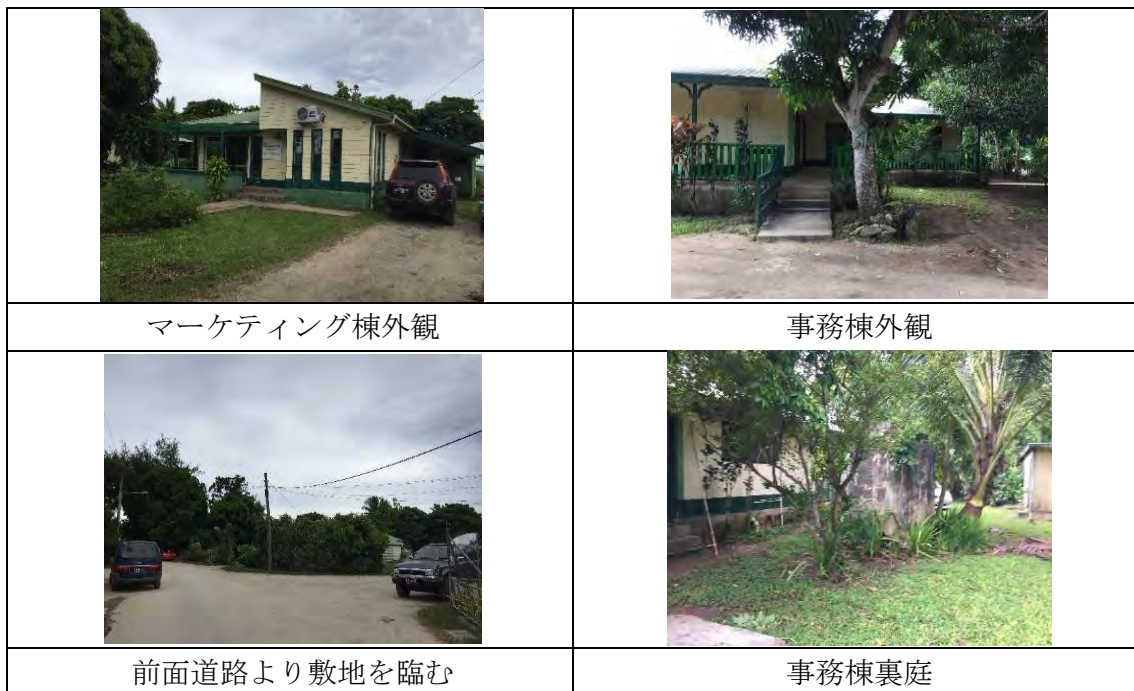 マーケティング棟外観
事務棟外観
前面道路より敷地を臨む
事務棟裏庭